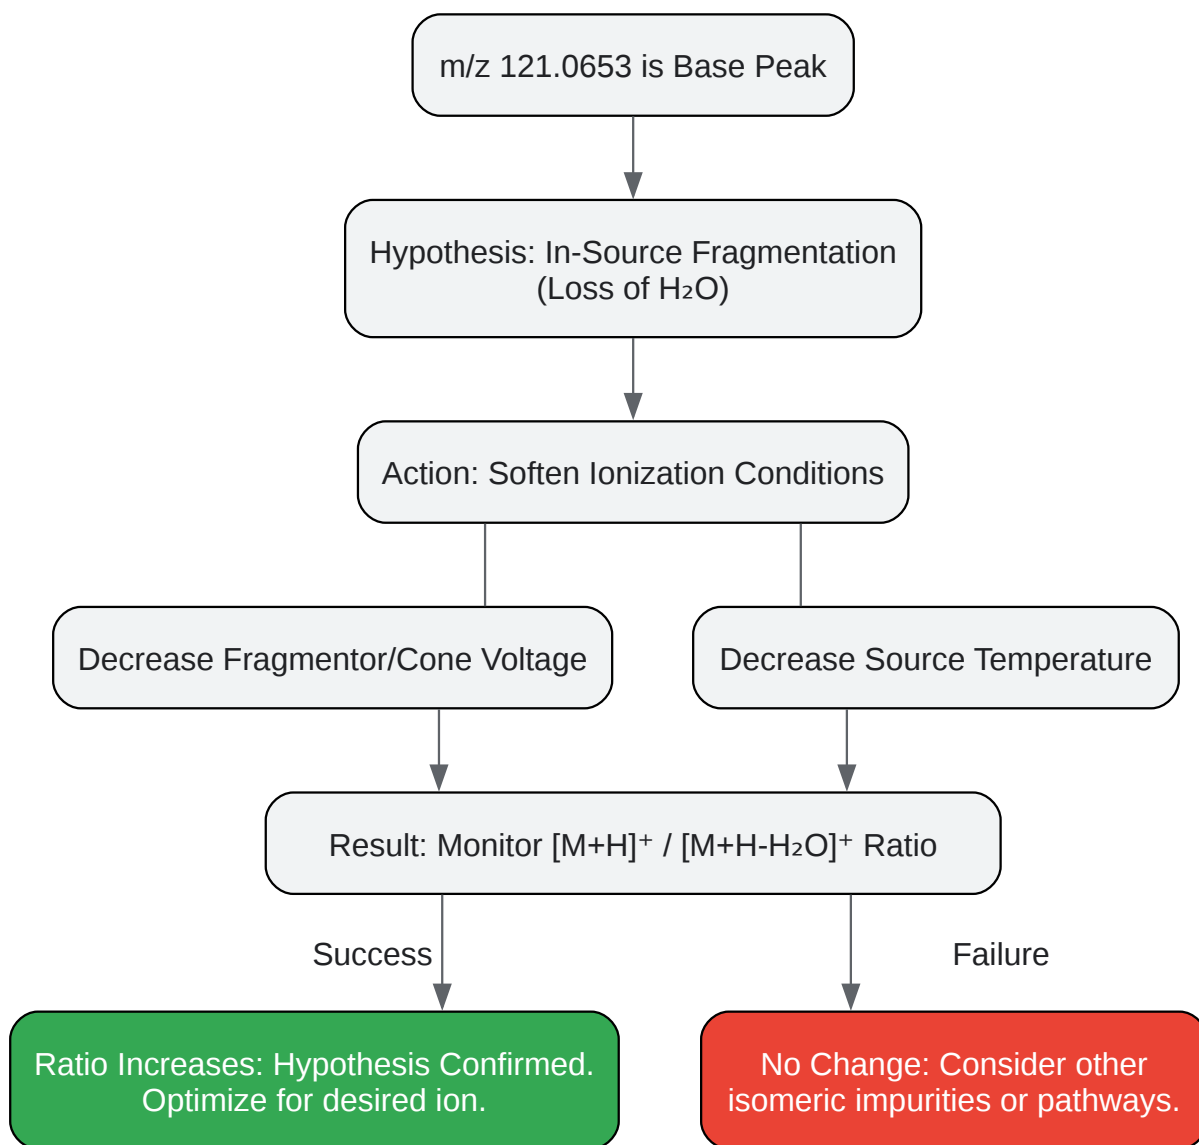 m/z 121.0653 is Base Peak
Hypothesis: In-Source Fragmentation
(Loss of H₂O)
Action: Soften Ionization Conditions
Decrease Fragmentor/Cone Voltage
Decrease Source Temperature
Result: Monitor [M+H]⁺ / [M+H-H₂O]⁺ Ratio
Success
Failure
Ratio Increases: Hypothesis Confirmed.
Optimize for desired ion.
No Change: Consider other
isomeric impurities or pathways.